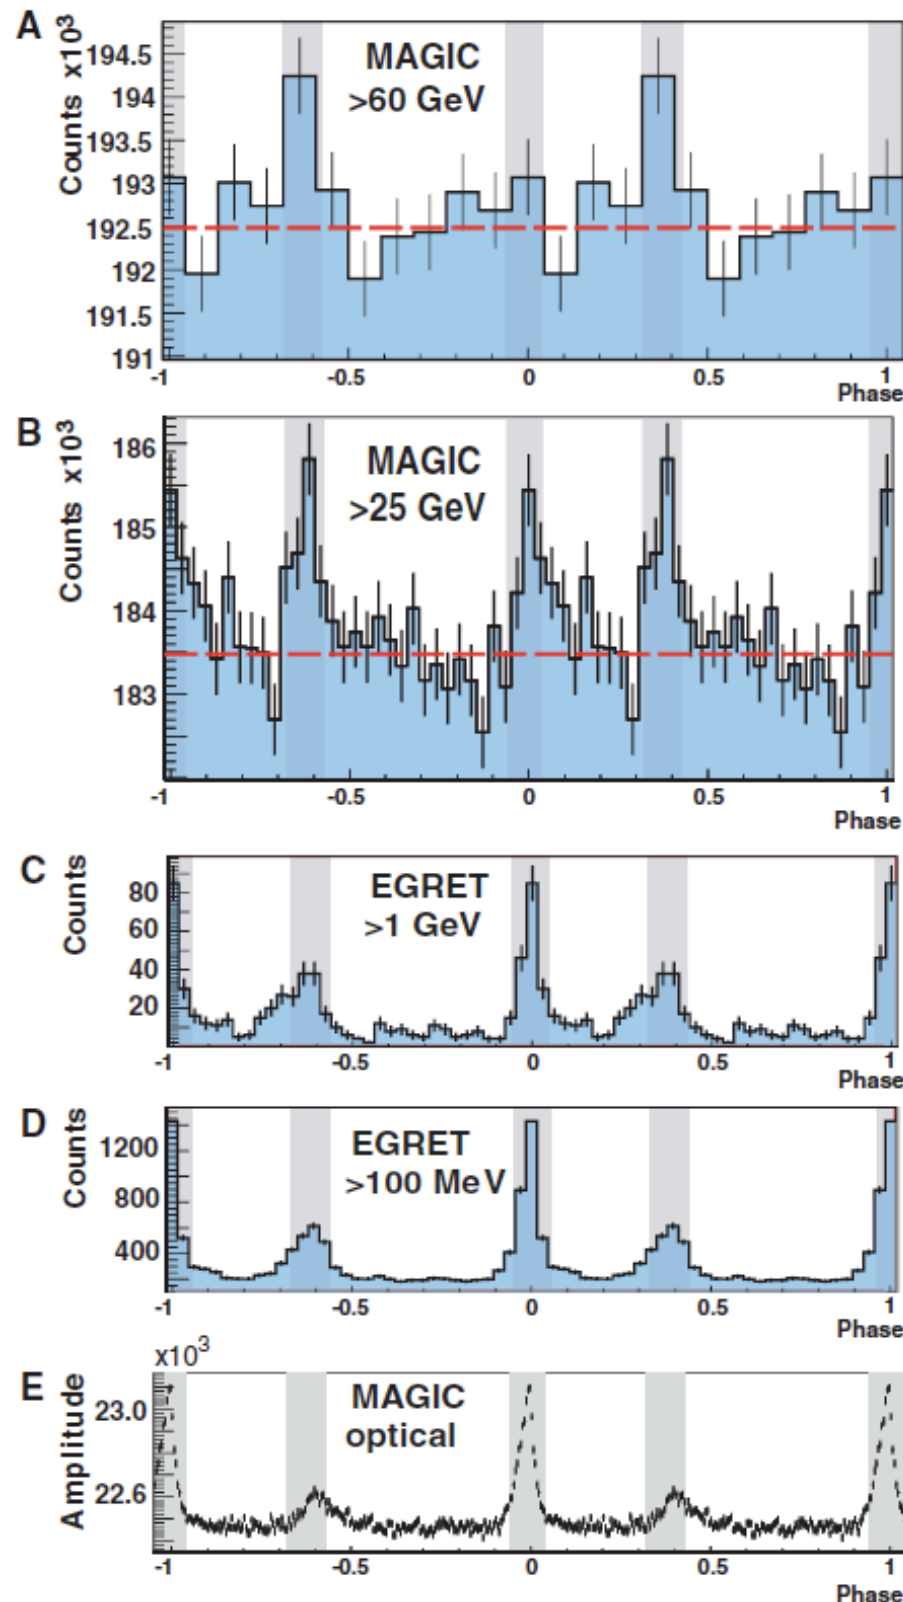 A
Counts x10³
MAGIC
>60 GeV
194.5
194
193.5
193
192.5
192
191.5
191
-1
-0.5
0
0.5
1
Phase
B
Counts x10³
MAGIC
>25 GeV
186
185
184
183
-1
-0.5
0
0.5
1
Phase
C
Counts
EGRET
>1 GeV
80
60
40
20
-1
-0.5
0
0.5
1
Phase
D
Counts
EGRET
>100 MeV
1200
800
400
-1
-0.5
0
0.5
1
Phase
x10³
E
Amplitude
MAGIC
optical
23.0
22.6
-1
-0.5
0
0.5
1
Phase